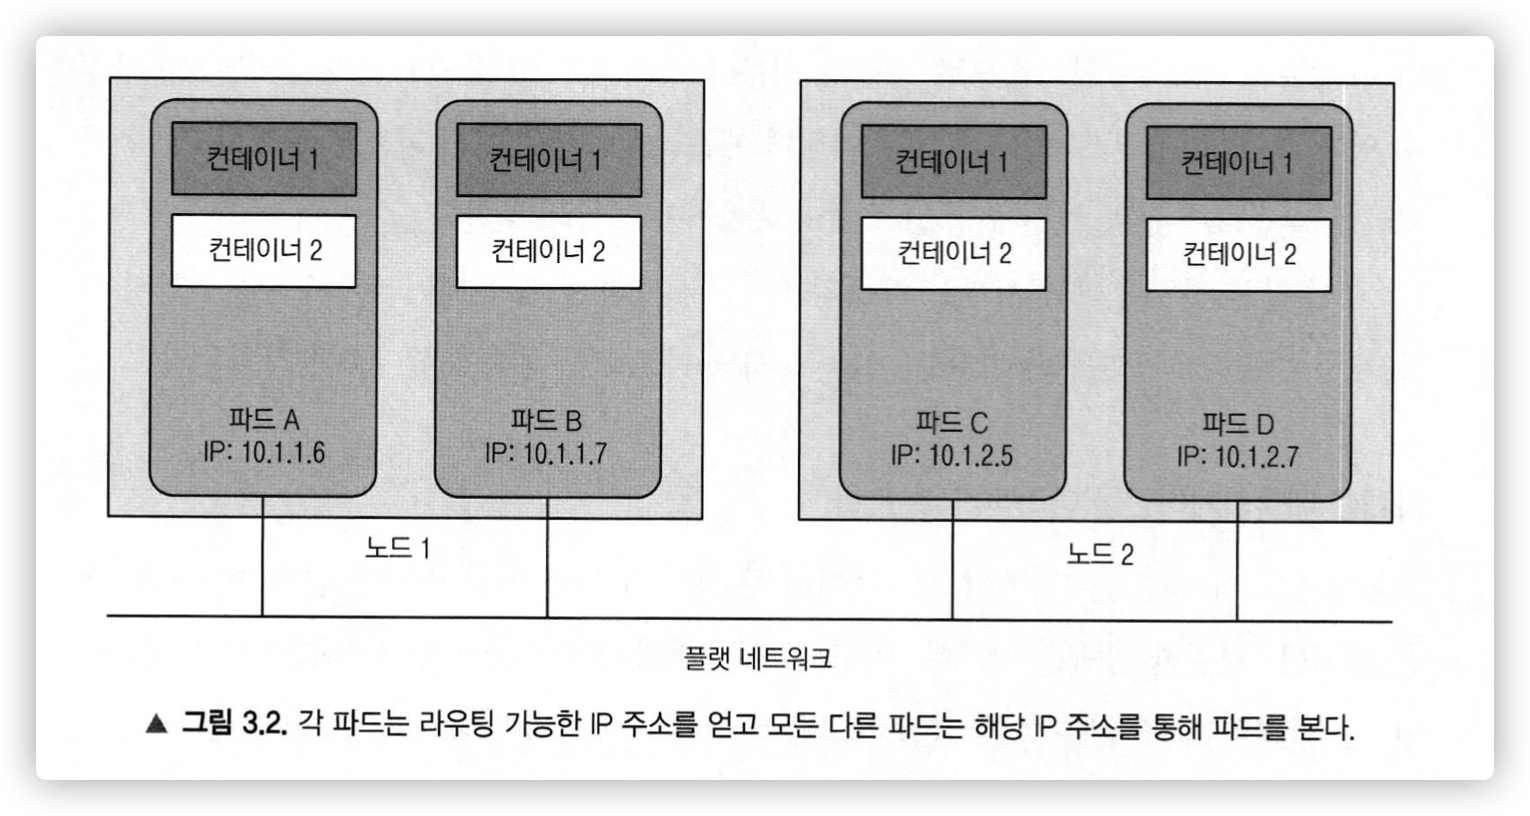 컨테이너 1
컨테이너 2
파드 A
IP: 10.1.1.6
컨테이너 1
컨테이너 2
파드 B
IP: 10.1.1.7
노드 1
컨테이너 1
컨테이너 2
파드 C
IP: 10.1.2.5
컨테이너 1
컨테이너 2
파드 D
IP: 10.1.2.7
노드 2
플랫 네트워크
▲ 그림 3.2. 각 파드는 라우팅 가능한 IP 주소를 얻고 모든 다른 파드는 해당 IP 주소를 통해 파드를 본다.